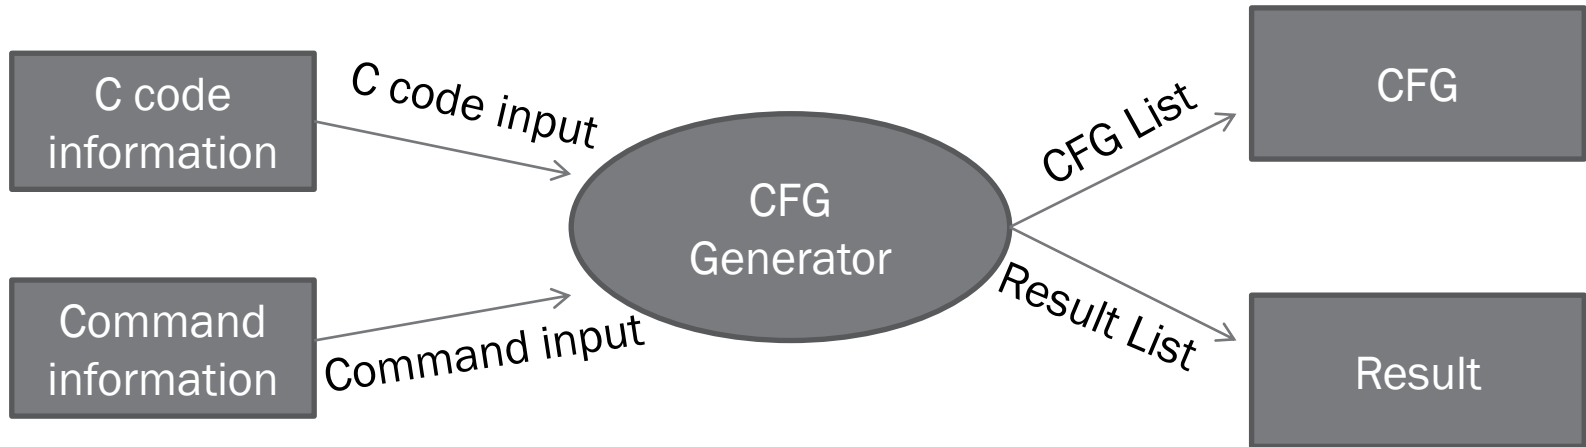 C code
information
C code input
Command
information
Command input
CFG
Generator
CFG List
Result List
CFG
Result